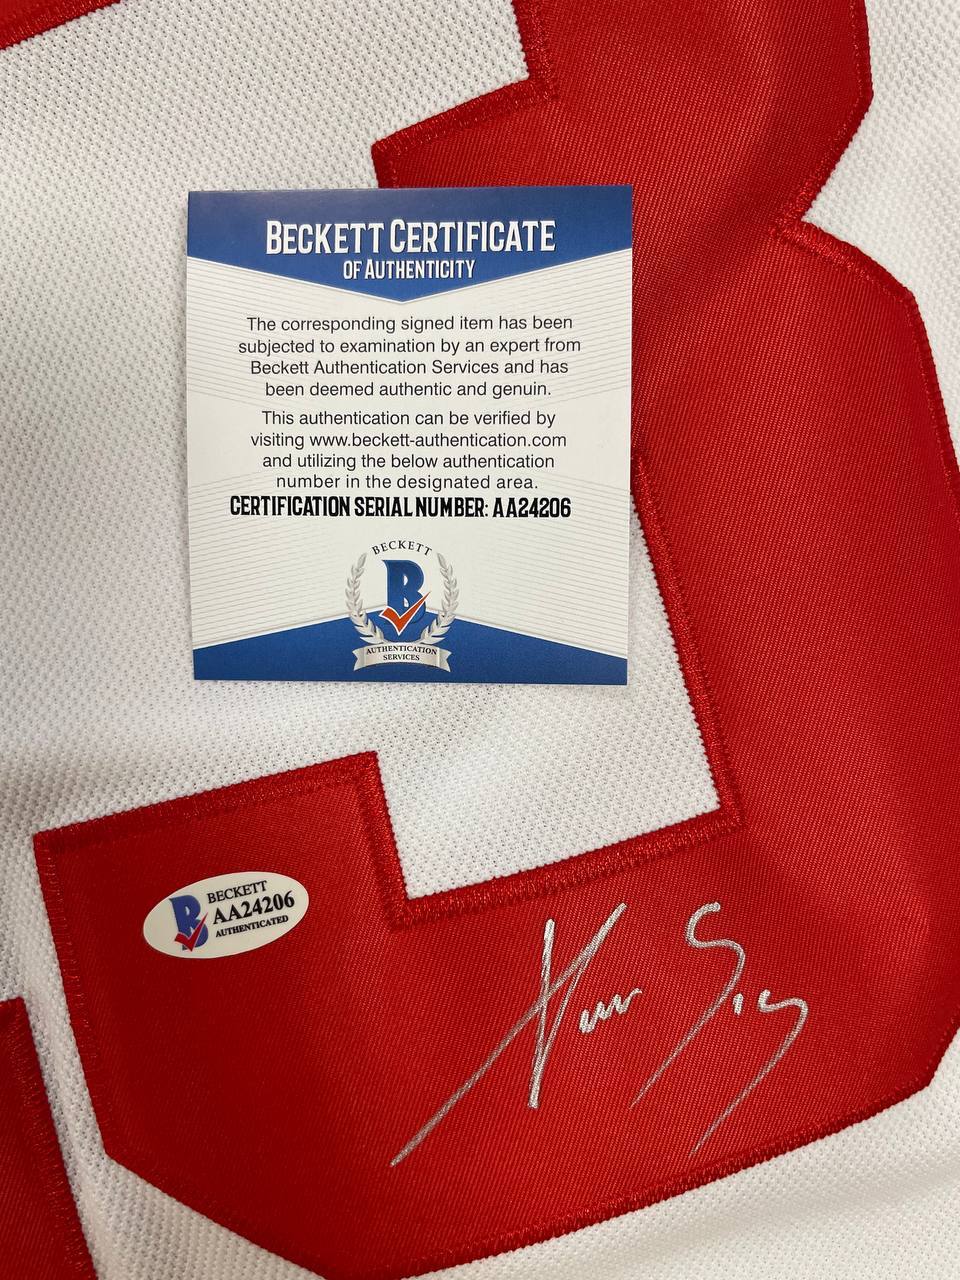 BECKETT CERTIFICATE
OF AUTHENTICITY
The corresponding signed item has been
subjected to examination by an expert from
Beckett Authentication Services and has
been deemed authentic and genuin.
This authentication can be verified by
visiting www.beckett-authentication.com
and utilizing the below authentication
number in the designated area.
CERTIFICATION SERIAL NUMBER: AA24206
BECKETT
B
AUTHENTICATION
SERVICES
B
BECKETT
AA24206
AUTHENTICATED